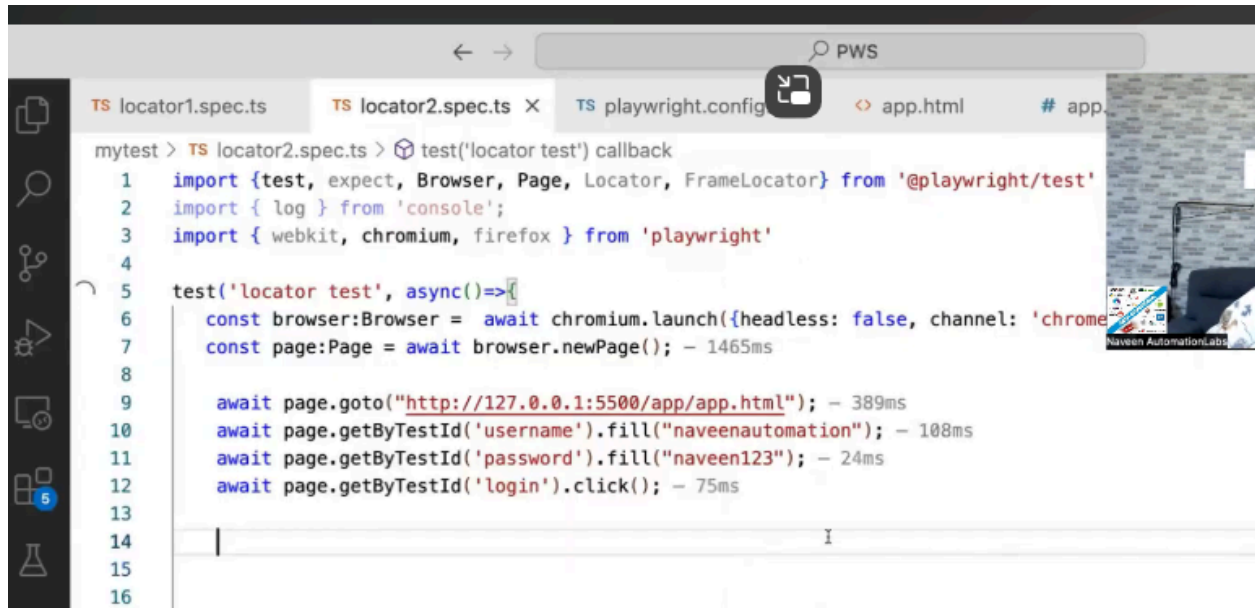 PWS
TS locator1.spec.ts TS locator2.spec.ts × TS playwright.config <> app.html # app.
mytest > TS locator2.spec.ts > test('locator test') callback
1 import {test, expect, Browser, Page, Locator, FrameLocator} from '@playwright/test'
2 import { log } from 'console';
3 import { webkit, chromium, firefox } from 'playwright'
4
5 test('locator test', async()=>{
6 const browser:Browser = await chromium.launch({headless: false, channel: 'chrome
7 const page:Page = await browser.newPage(); – 1465ms
8
9 await page.goto("http://127.0.0.1:5500/app/app.html"); – 389ms
10 await page.getByTestId('username').fill("naveenautomation"); – 108ms
11 await page.getByTestId('password').fill("naveen123"); – 24ms
12 await page.getByTestId('login').click(); – 75ms
13
14
15
16
5
Naveen AutomationLabs